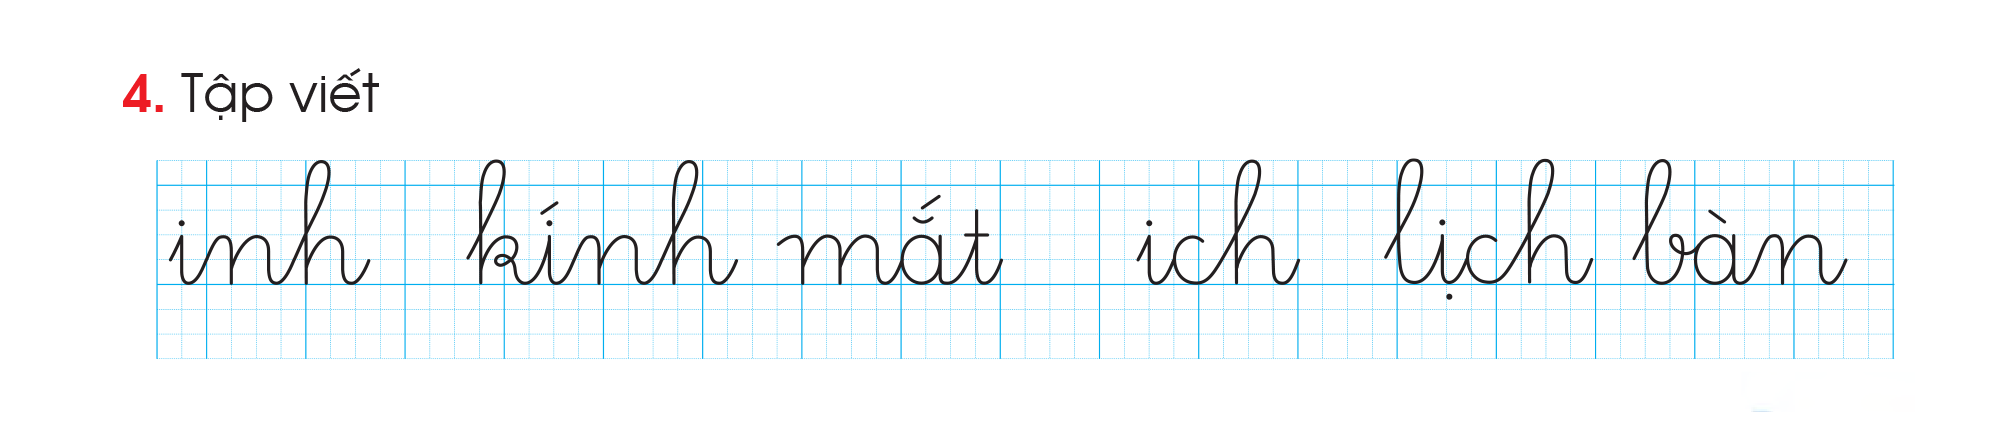 4. Tập viết
inh kính mắt ich lịch bàn